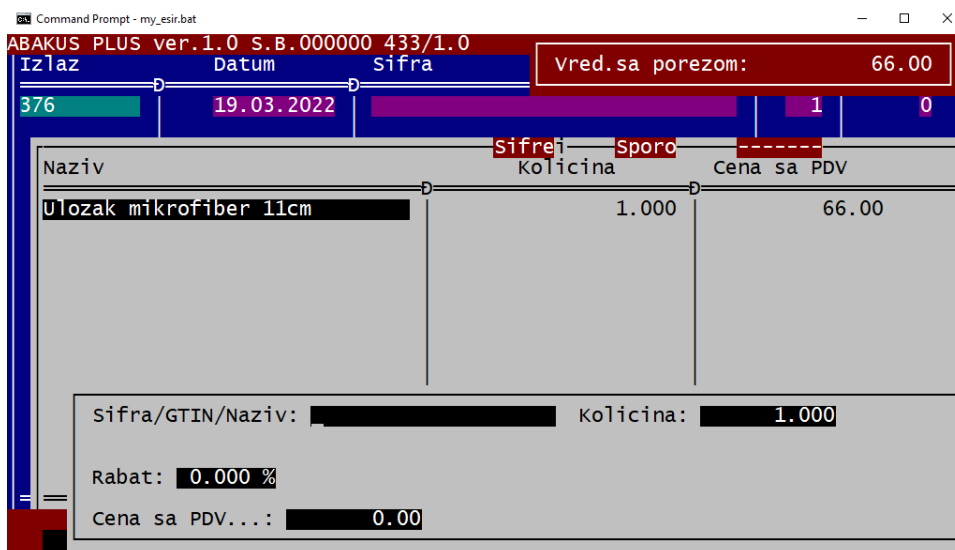 Command Prompt - my_esir.bat
ABAKUS PLUS ver.1.0 S.B.000000 433/1.0
Izlaz Datum Sifra Vred.sa porezom: 66.00
376 19.03.2022 1 0
Sifrei Sporo -------
Naziv Kolicina Cena sa PDV
Ulozak mikrofiber 11cm 1.000 66.00
Sifra/GTIN/Naziv: Kolicina: 1.000
Rabat: 0.000 %
Cena sa PDV...: 0.00